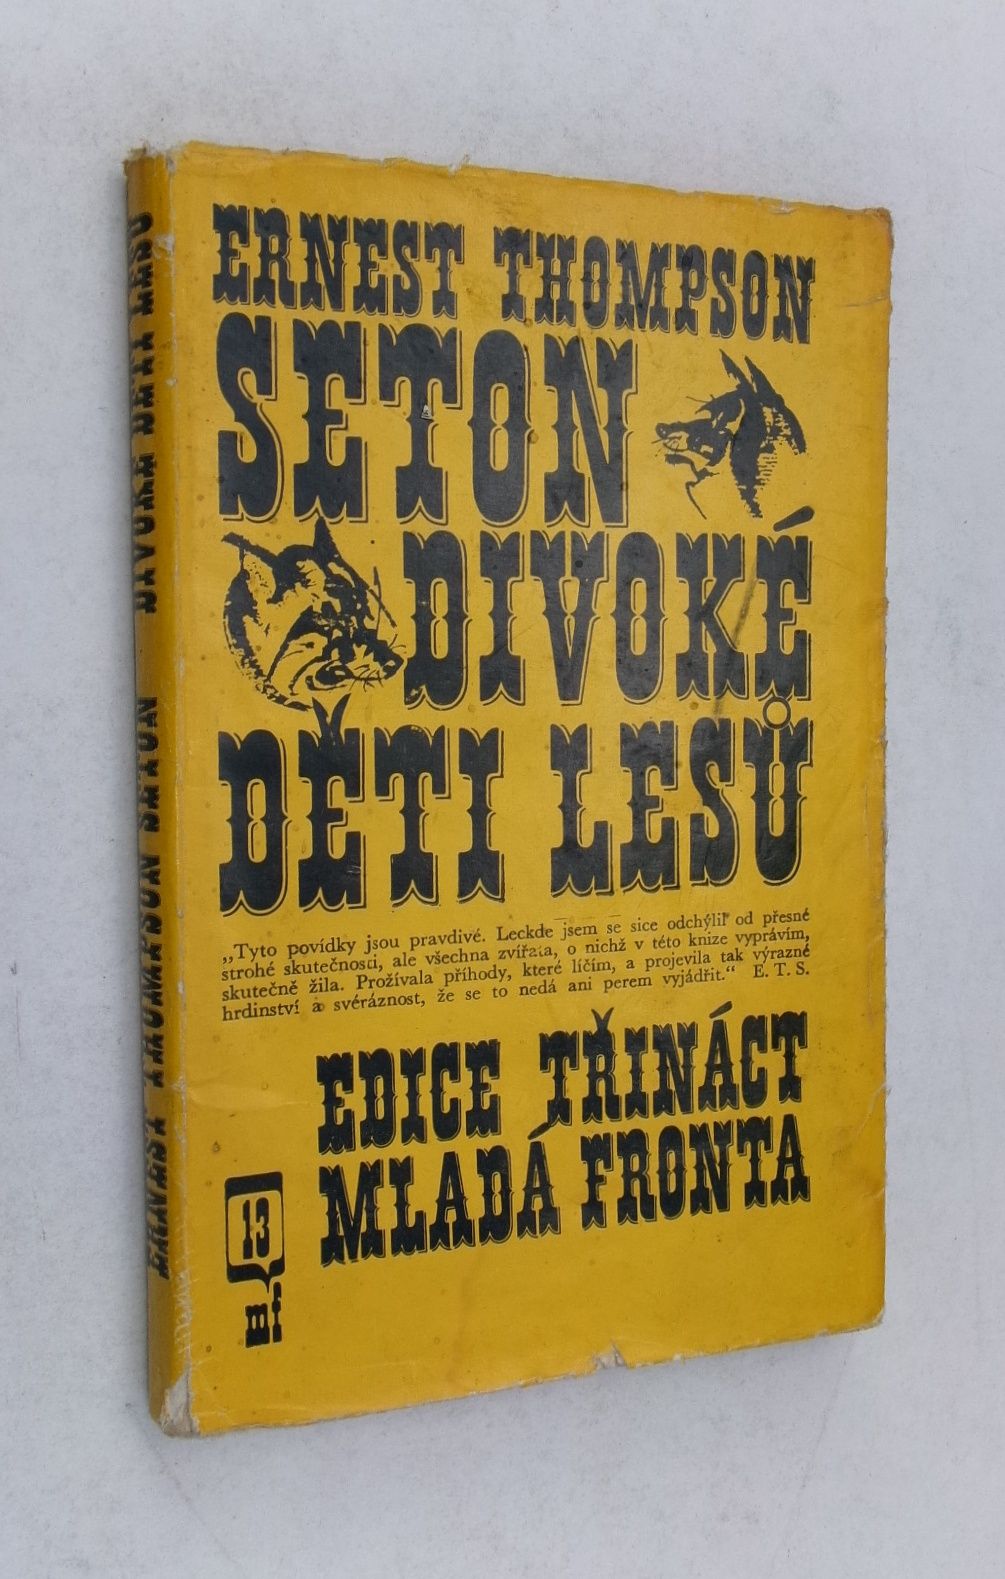 ERNEST THOMPSON
SETON
DIVOKÉ
DĚTI LESŮ
„Tyto povídky jsou pravdivé. Leckde jsem se sice odchýlil od přesné
strohé skutečnosti, ale všechna zvířata, o nichž v této knize vyprávím,
skutečně žila. Prožívala příhody, které líčím, a projevila tak výrazné
hrdinství a svéráznost, že se to nedá ani perem vyjádřit.“ E. T. S.
EDICE TŘINÁCT
MLADÁ FRONTA
13
mf
ERNEST THOMPSON SETON DIVOKÉ DĚTI LESŮ